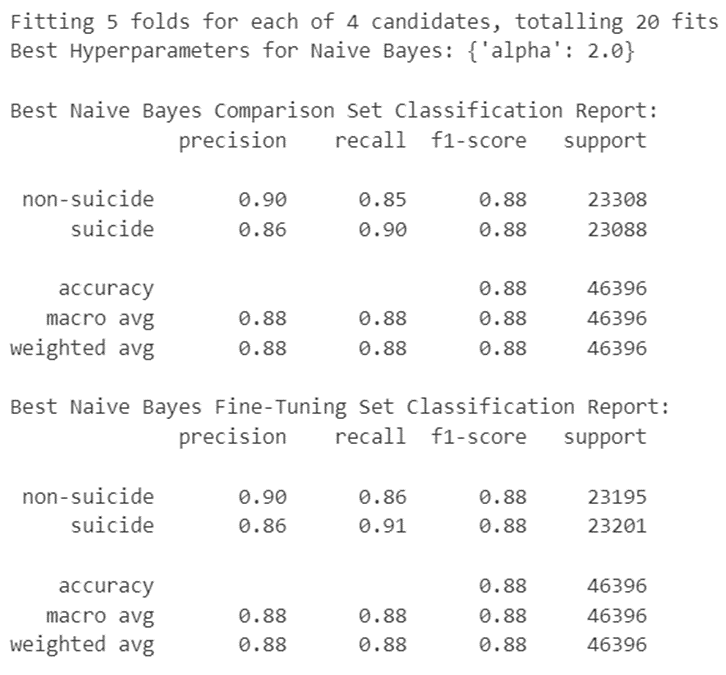 Fitting 5 folds for each of 4 candidates, totalling 20 fits
Best Hyperparameters for Naive Bayes: {'alpha': 2.0}
Best Naive Bayes Comparison Set Classification Report:
precision recall f1-score support
non-suicide 0.90 0.85 0.88 23308
suicide 0.86 0.90 0.88 23088
accuracy 0.88 46396
macro avg 0.88 0.88 0.88 46396
weighted avg 0.88 0.88 0.88 46396
Best Naive Bayes Fine-Tuning Set Classification Report:
precision recall f1-score support
non-suicide 0.90 0.86 0.88 23195
suicide 0.86 0.91 0.88 23201
accuracy 0.88 46396
macro avg 0.88 0.88 0.88 46396
weighted avg 0.88 0.88 0.88 46396